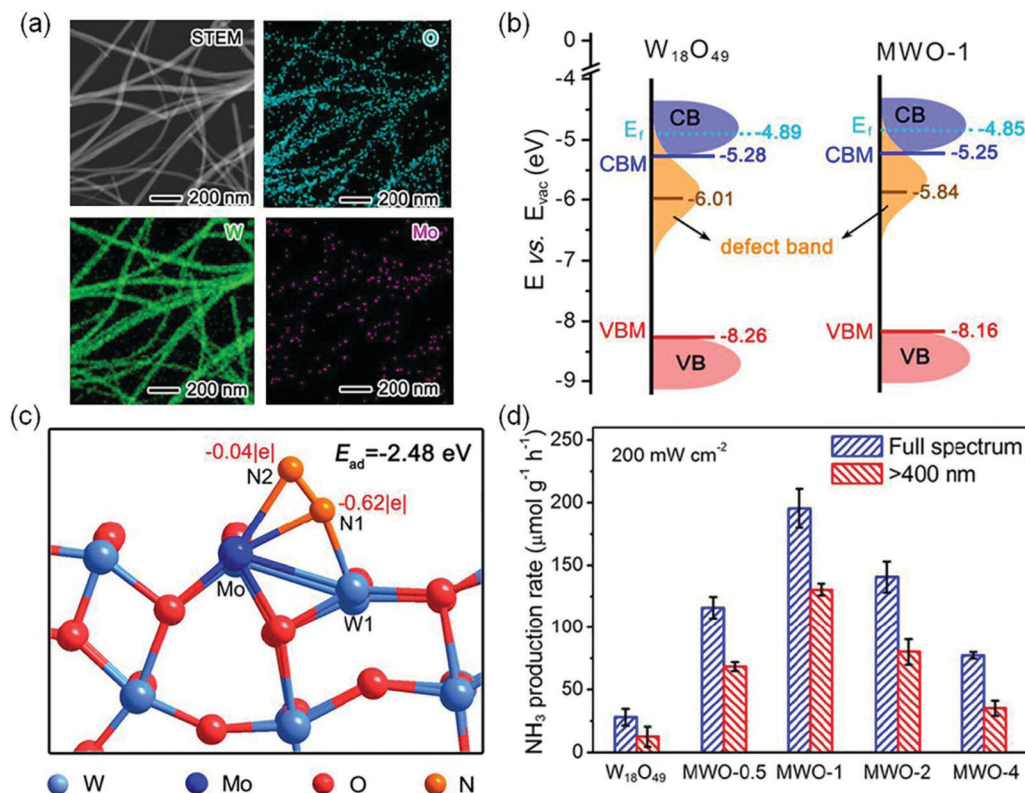 (a)
STEM
200 nm
O
200 nm
W
200 nm
Mo
200 nm
(b)
W₁₈O₄₉
MWO-1
E vs. Eᵥₐc (eV)
0
-4
-5
-6
-7
-8
-9
CB
E_f
-4.89
CBM
-5.28
-6.01
defect band
VBM
-8.26
VB
CB
E_f
-4.85
CBM
-5.25
-5.84
VBM
-8.16
VB
(c)
-0.04|e|
E_ad=-2.48 eV
N2
-0.62|e|
N1
Mo
W1
W
Mo
O
N
(d)
NH₃ production rate (μmol g⁻¹ h⁻¹)
250
200
150
100
50
0
200 mW cm⁻²
Full spectrum
>400 nm
W₁₈O₄₉
MWO-0.5
MWO-1
MWO-2
MWO-4